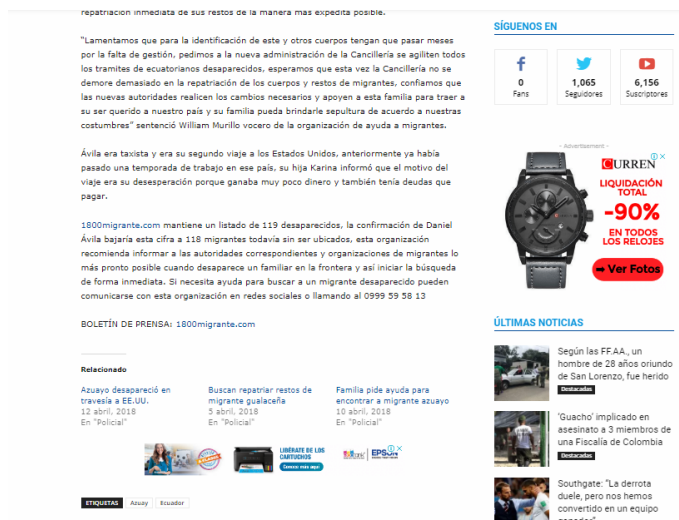 repatriación inmediata de sus restos de la manera más expedita posible.
"Lamentamos que para la identificación de este y otros cuerpos tengan que pasar meses
por la falta de gestión, pedimos a la nueva administración de la Cancillería se agiliten todos
los tramites de ecuatorianos desaparecidos, esperamos que esta vez la Cancillería no se
demore demasiado en la repatriación de los cuerpos y restos de migrantes, confiamos que
las nuevas autoridades realicen los cambios necesarios y apoyen a esta familia para traer a
su ser querido a nuestro país y su familia pueda brindarle sepultura de acuerdo a nuestras
costumbres" sentenció William Murillo vocero de la organización de ayuda a migrantes.
Ávila era taxista y era su segundo viaje a los Estados Unidos, anteriormente ya había
pasado una temporada de trabajo en ese país, su hija Karina informó que el motivo del
viaje era su desesperación porque ganaba muy poco dinero y también tenía deudas que
pagar.
1800migrante.com mantiene un listado de 119 desaparecidos, la confirmación de Daniel
Ávila bajaría esta cifra a 118 migrantes todavía sin ser ubicados, esta organización
recomienda informar a las autoridades correspondientes y organizaciones de migrantes lo
más pronto posible cuando desaparece un familiar en la frontera y así iniciar la búsqueda
de forma inmediata. Si necesita ayuda para buscar a un migrante desaparecido pueden
comunicarse con esta organización en redes sociales o llamando al 0999 59 58 13
BOLETÍN DE PRENSA: 1800migrante.com
Relacionado
Azuayo desapareció en
travesía a EE.UU.
12 abril, 2018
En "Policial"
Buscan repatriar restos de
migrante gualaceña
5 abril, 2018
En "Policial"
Familia pide ayuda para
encontrar a migrante azuayo
10 abril, 2018
En "Policial"
LIBÉRATE DE LOS
CARTUCHOS
Conoce más aquí
EPSON
ETIQUETAS Azuay Ecuador
SÍGUENOS EN
0
Fans
1,065
Seguidores
6,156
Suscriptores
- Advertisement -
CURREN
LIQUIDACIÓN
TOTAL
-90%
EN TODOS
LOS RELOJES
➡ Ver Fotos
ÚLTIMAS NOTICIAS
Según las FF.AA., un
hombre de 28 años oriundo
de San Lorenzo, fue herido
Destacadas
'Guacho' implicado en
asesinato a 3 miembros de
una Fiscalía de Colombia
Destacadas
Southgate: "La derrota
duele, pero nos hemos
convertido en un equipo